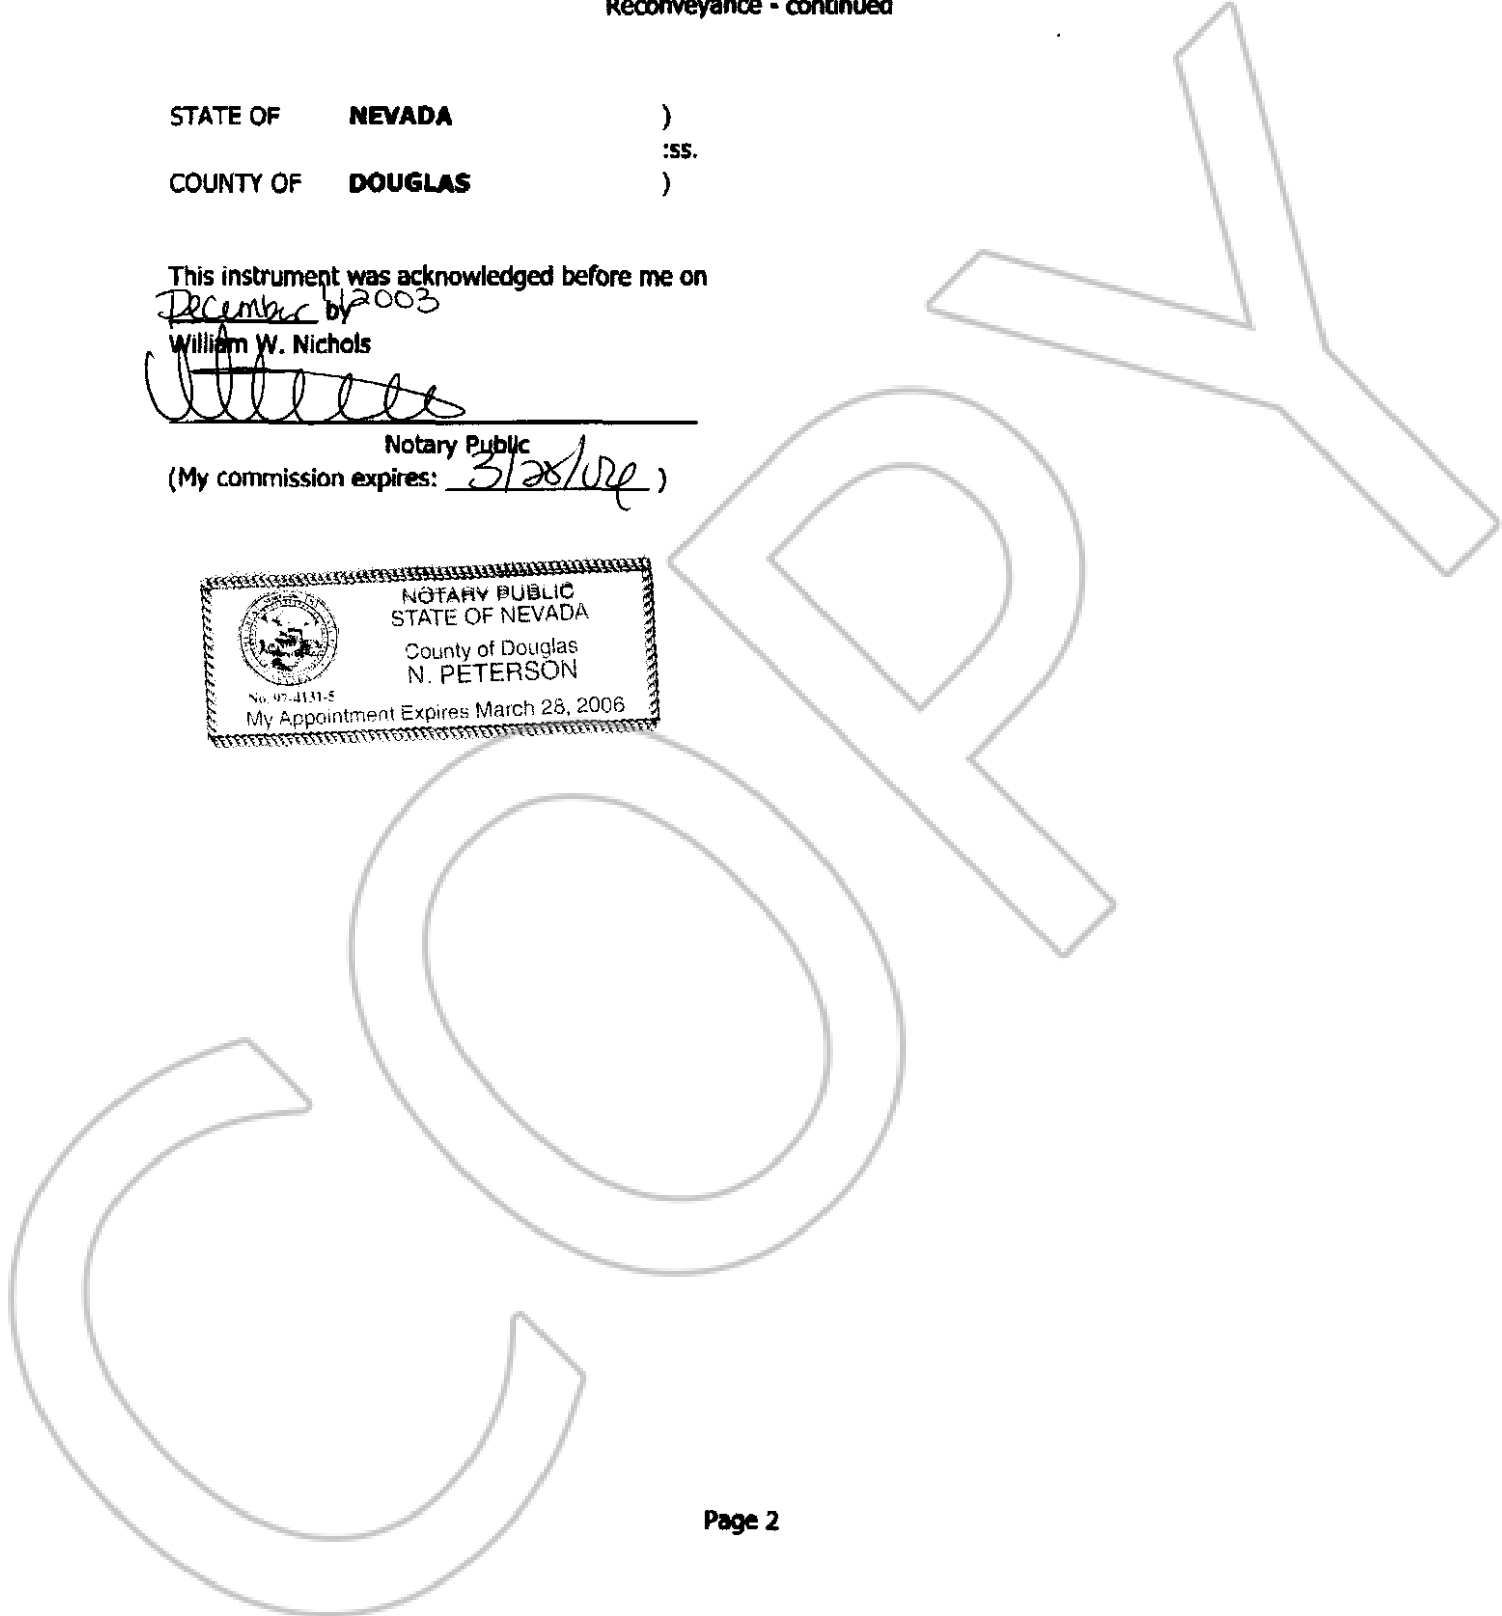 Reconveyance - continued
STATE OF NEVADA )
:ss.
COUNTY OF DOUGLAS )
This instrument was acknowledged before me on
December 2003
by
William W. Nichols
Notary Public
(My commission expires: 3/28/06 )
NOTARY PUBLIC
STATE OF NEVADA
County of Douglas
N. PETERSON
No. 97-4131-5
My Appointment Expires March 28, 2006
COPY
Page 2